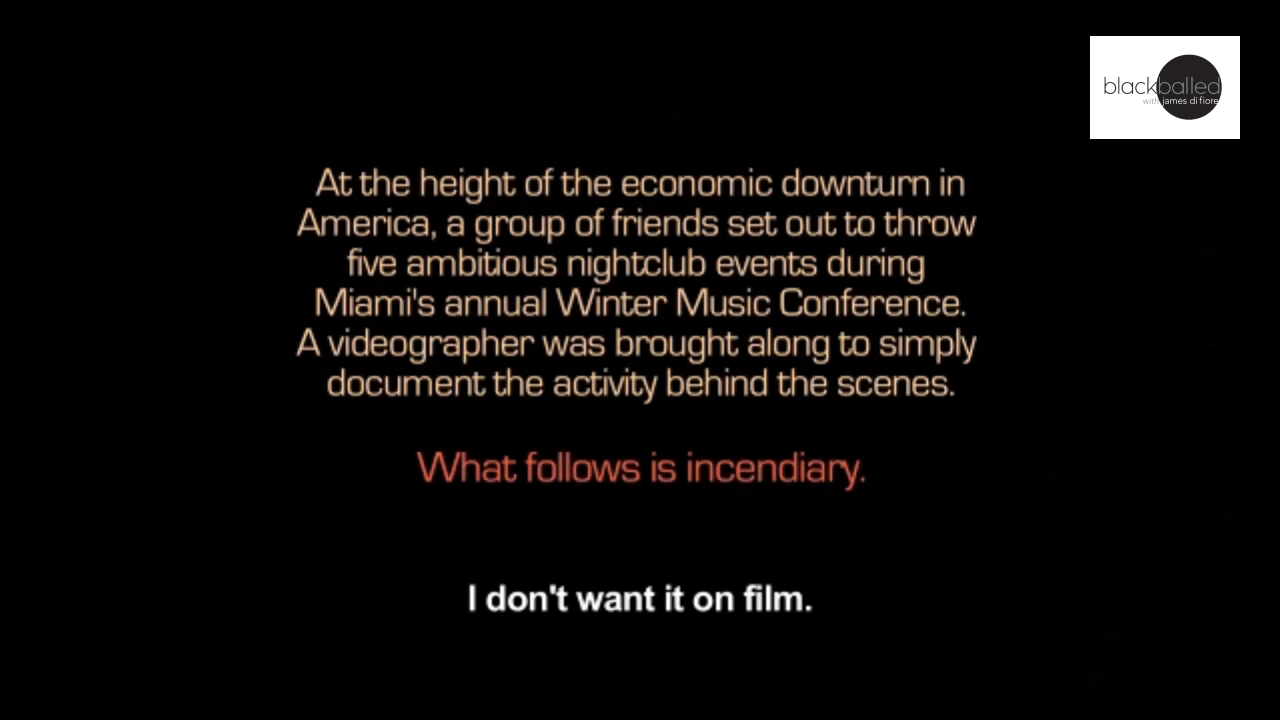 blackballed
with james di fiore
At the height of the economic downturn in
America, a group of friends set out to throw
five ambitious nightclub events during
Miami's annual Winter Music Conference.
A videographer was brought along to simply
document the activity behind the scenes.
What follows is incendiary.
I don't want it on film.